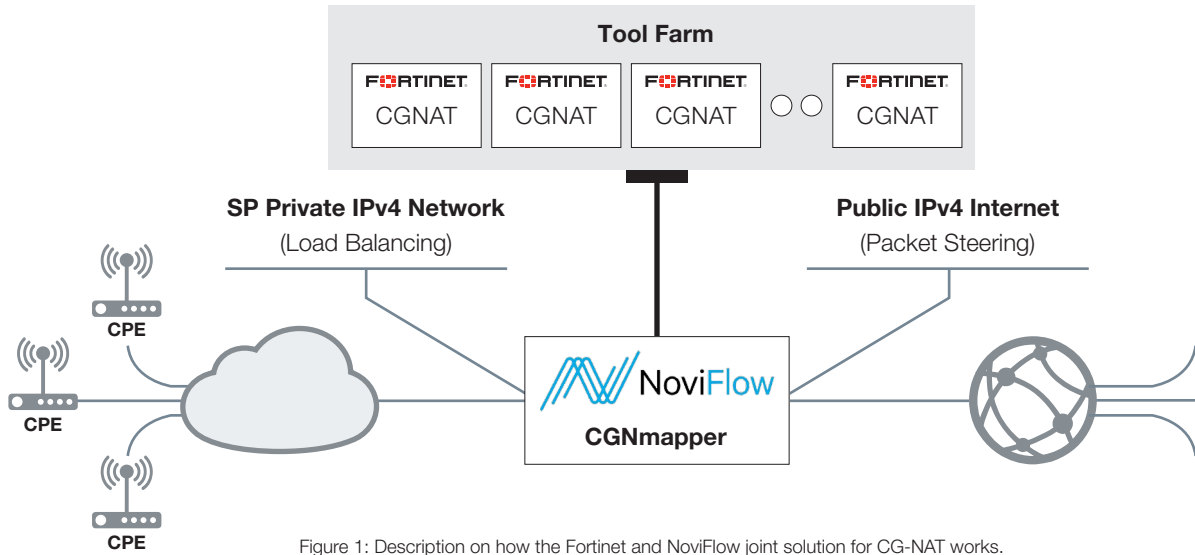 Tool Farm
FORTINET
CGNAT
FORTINET
CGNAT
FORTINET
CGNAT
FORTINET
CGNAT
SP Private IPv4 Network
(Load Balancing)
Public IPv4 Internet
(Packet Steering)
CPE
CPE
CPE
NoviFlow
CGNmapper
Figure 1: Description on how the Fortinet and NoviFlow joint solution for CG-NAT works.